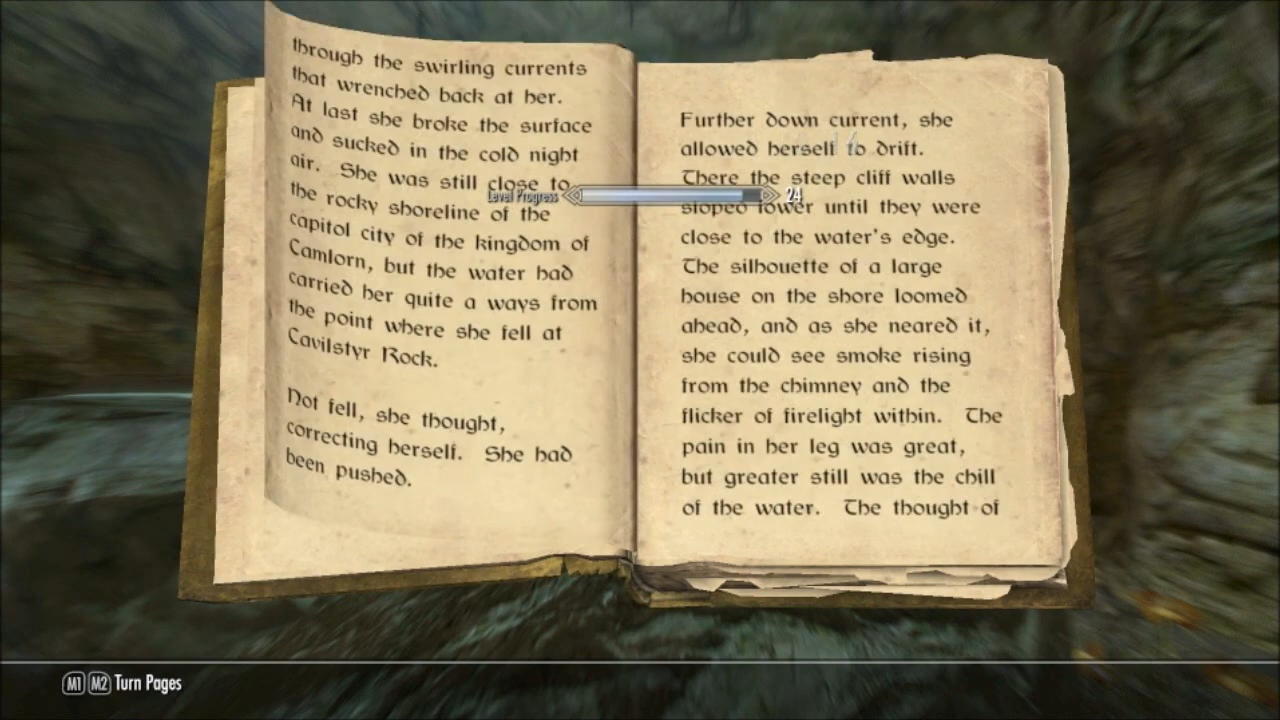 through the swirling currents
that wrenched back at her.
At last she broke the surface
and sucked in the cold night
air. She was still close to
the rocky shoreline of the
capitol city of the kingdom of
Camlorn, but the water had
carried her quite a ways from
the point where she fell at
Cavilstyr Rock.
Not fell, she thought,
correcting herself. She had
been pushed.
Further down current, she
allowed herself to drift.
There the steep cliff walls
sloped lower until they were
close to the water's edge.
The silhouette of a large
house on the shore loomed
ahead, and as she neared it,
she could see smoke rising
from the chimney and the
flicker of firelight within. The
pain in her leg was great,
but greater still was the chill
of the water. The thought of
Level Progress 24
M1 M2 Turn Pages